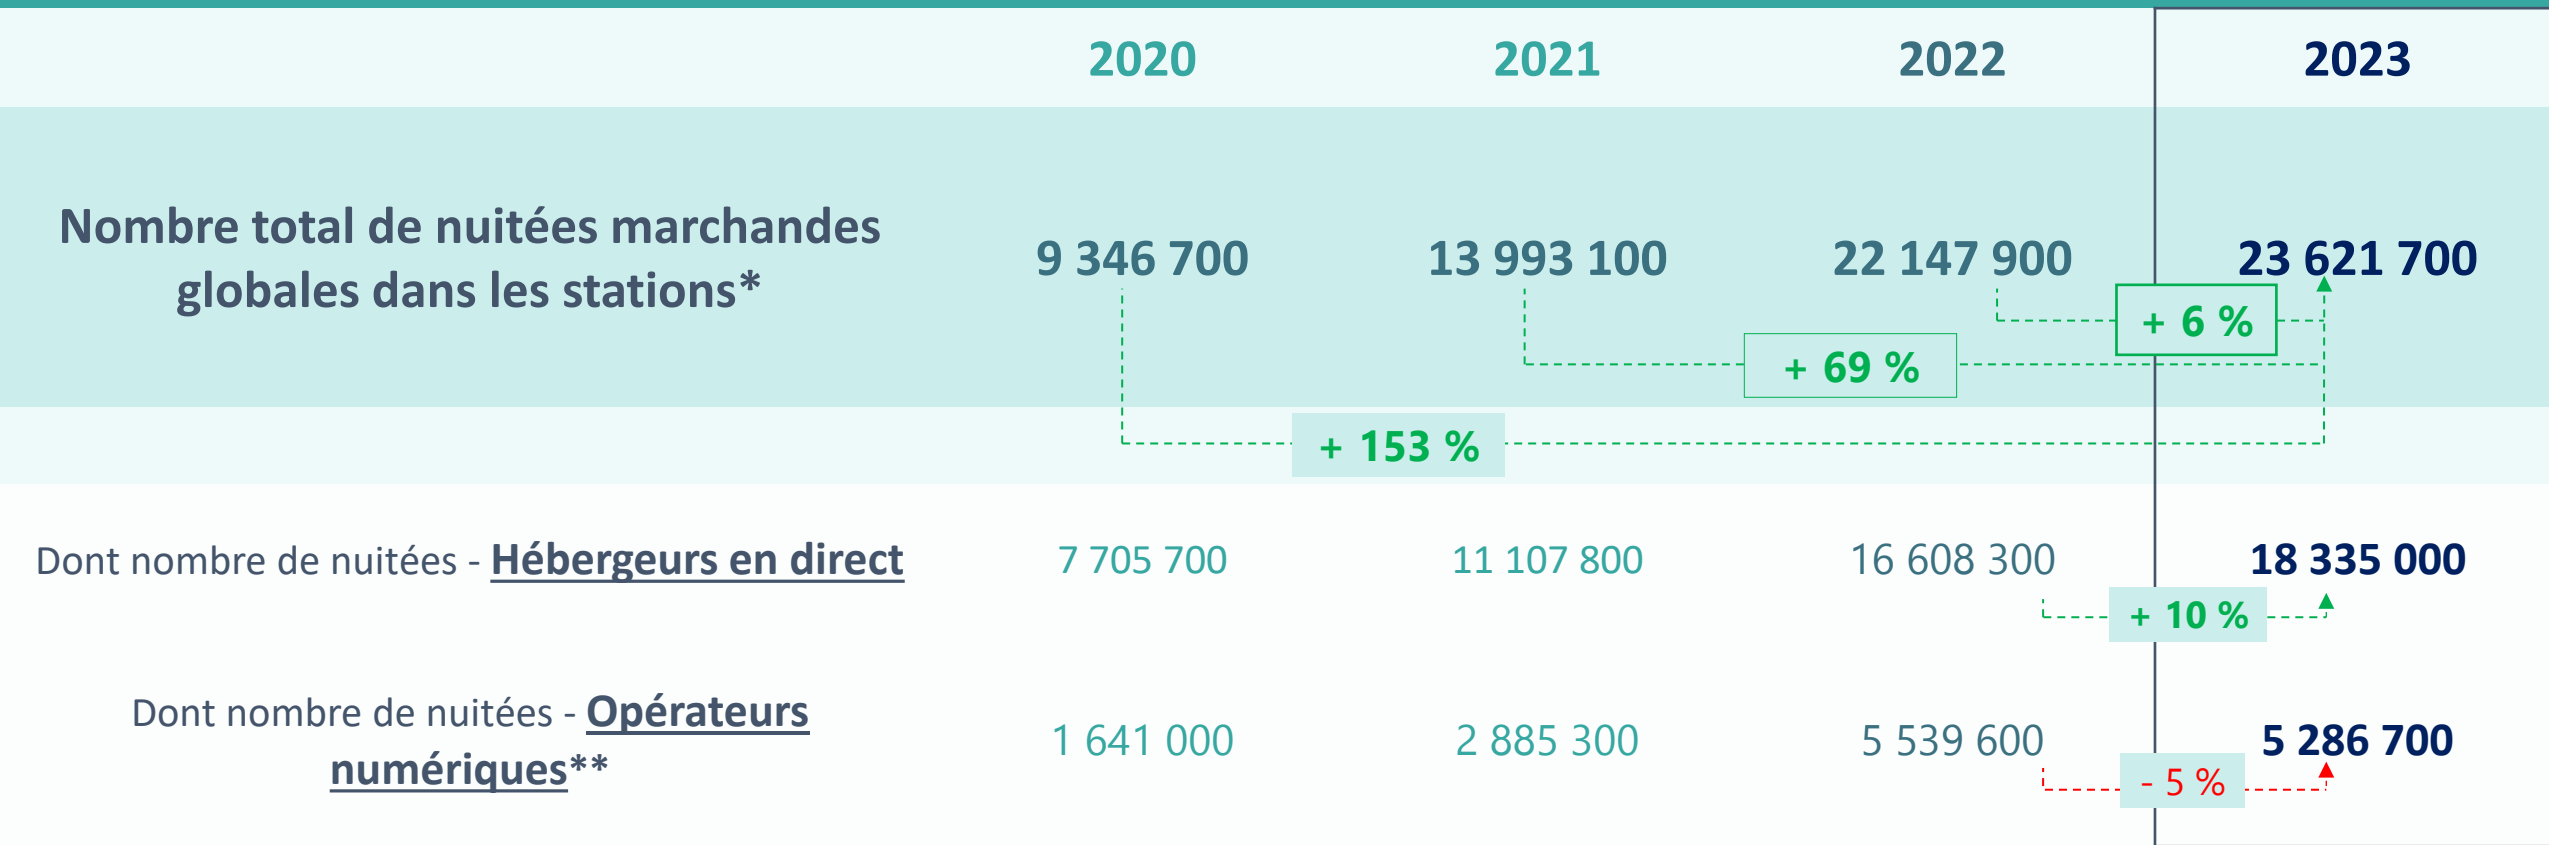 2020 2021 2022 2023
Nombre total de nuitées marchandes
globales dans les stations*
9 346 700 13 993 100 22 147 900 23 621 700
+ 6 %
+ 69 %
+ 153 %
Dont nombre de nuitées - Hébergeurs en direct 7 705 700 11 107 800 16 608 300 18 335 000
+ 10 %
Dont nombre de nuitées - Opérateurs
numériques**
1 641 000 2 885 300 5 539 600 5 286 700
- 5 %